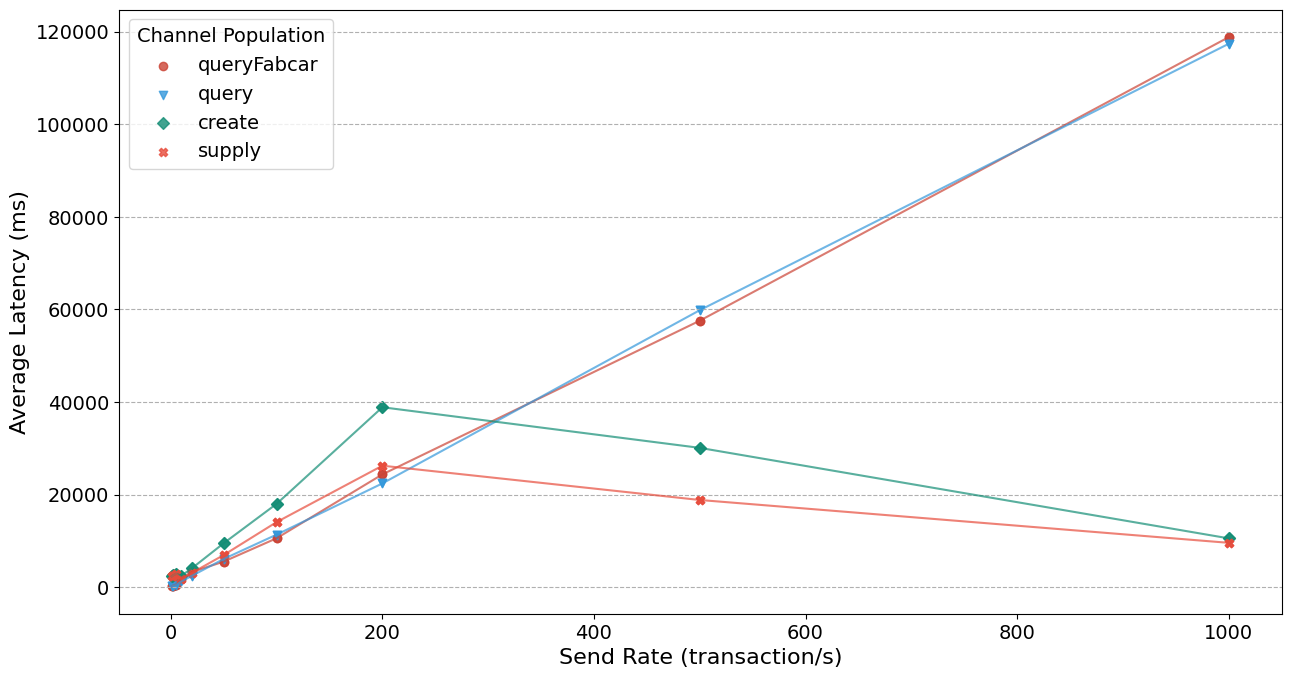 Channel Population
queryFabcar
query
create
supply
Average Latency (ms)
120000
100000
80000
60000
40000
20000
0
0 200 400 600 800 1000
Send Rate (transaction/s)